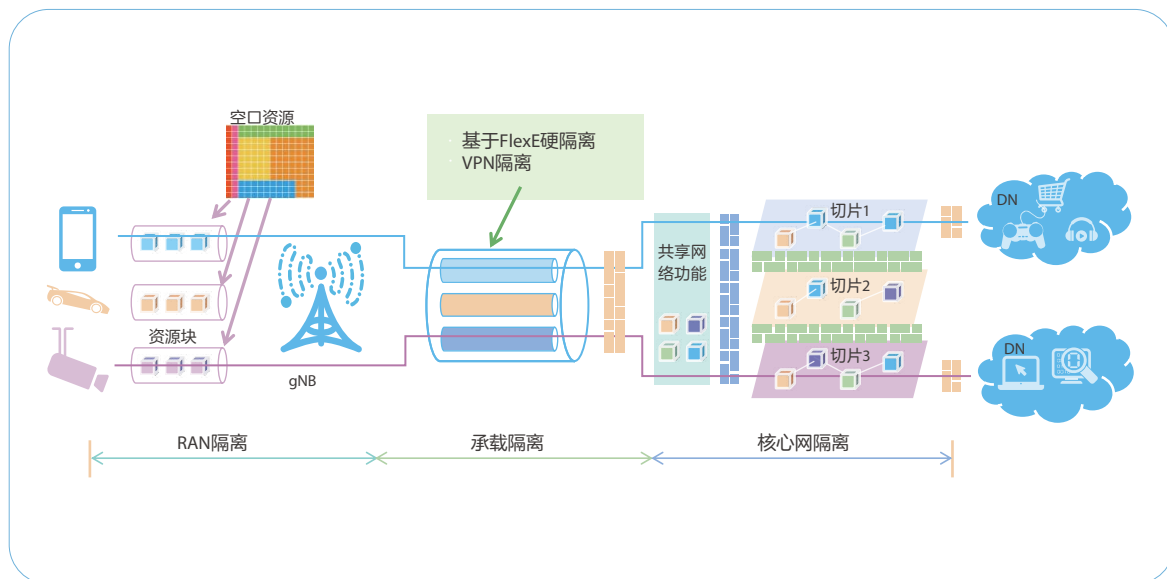 空口资源
· 基于FlexE硬隔离
· VPN隔离
DN
切片1
共享网
络功能
切片2
资源块
切片3
DN
gNB
RAN隔离
承载隔离
核心网隔离